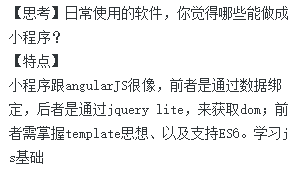 【思考】日常使用的软件，你觉得哪些能做成
小程序？
【特点】
小程序跟angularJS很像，前者是通过数据绑
定，后者是通过jquery lite，来获取dom；前
者需掌握template思想、以及支持ES6。学习j
s基础